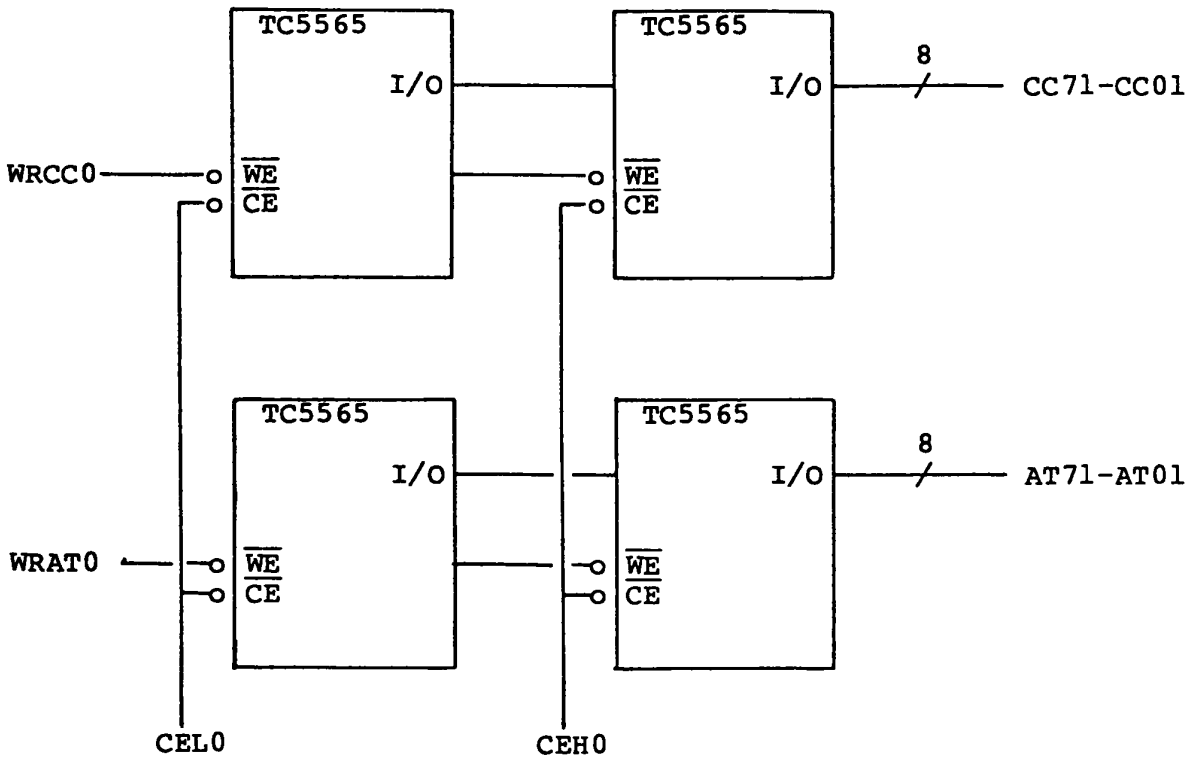 TC5565
TC5565
8
I/O
I/O
CC71-CC01
WRCC0
WE
WE
CE
CE
TC5565
TC5565
8
I/O
I/O
AT71-AT01
WRAT0
WE
WE
CE
CE
CEL0
CEH0